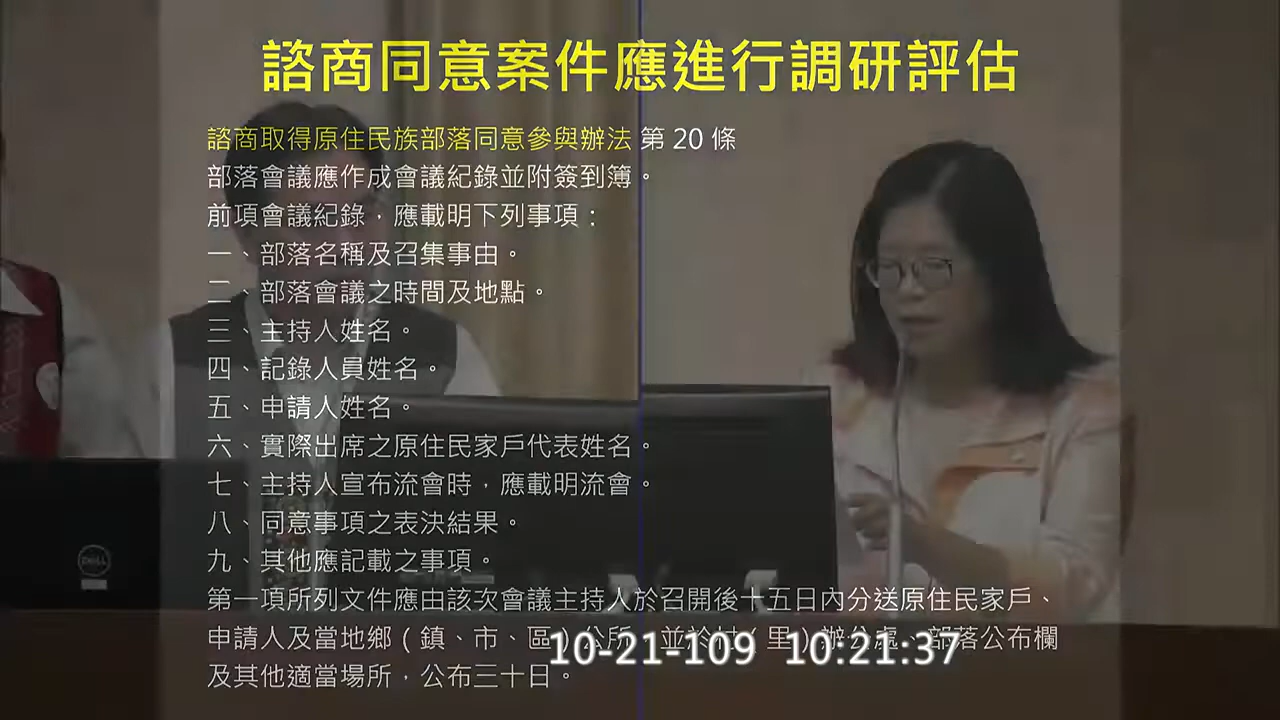 諮商同意案件應進行調研評估
諮商取得原住民族部落同意參與辦法 第 20 條
部落會議應作成會議紀錄並附簽到簿。
前項會議紀錄，應載明下列事項：
一、部落名稱及召集事由。
二、部落會議之時間及地點。
三、主持人姓名。
四、記錄人員姓名。
五、申請人姓名。
六、實際出席之原住民家戶代表姓名。
七、主持人宣布流會時，應載明流會。
八、同意事項之表決結果。
九、其他應記載之事項。
第一項所列文件應由該次會議主持人於召開後十五日內分送原住民家戶、
申請人及當地鄉（鎮、市、區）公所，並於村（里）辦公處、部落公布欄
及其他適當場所，公布三十日。
10-21-109 10:21:37
DELL